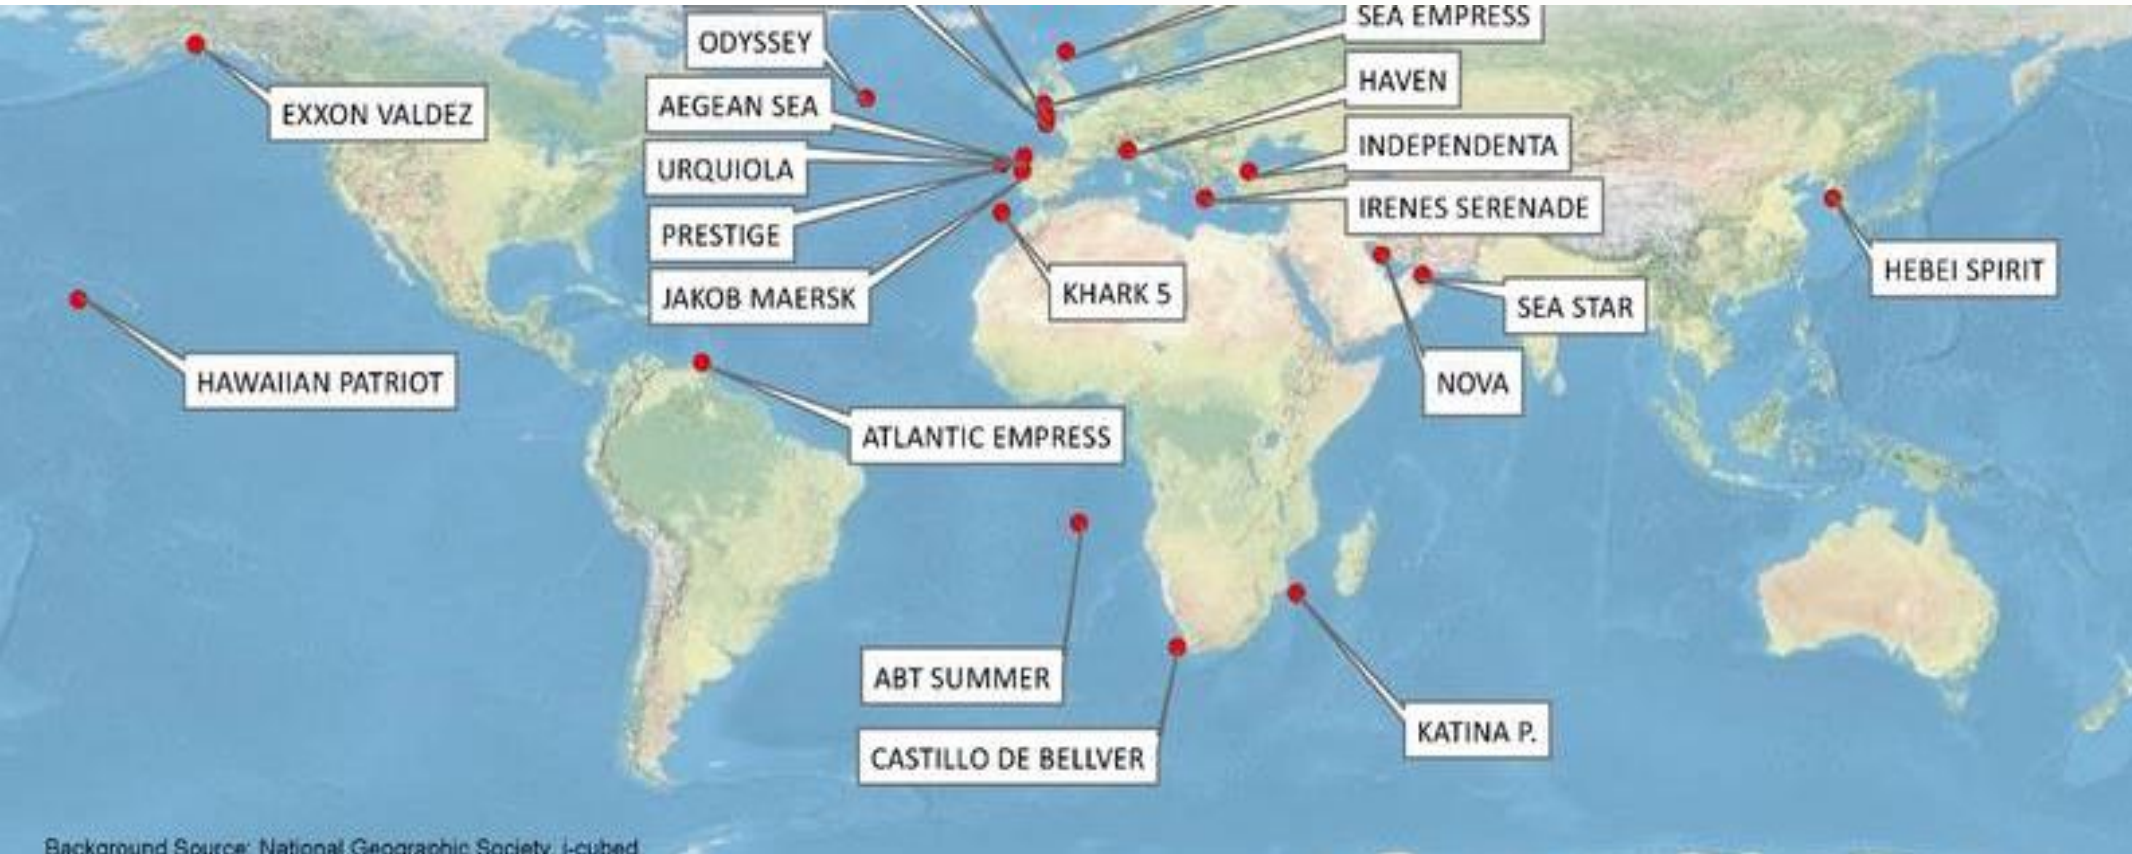 SEA EMPRESS
ODYSSEY
HAVEN
EXXON VALDEZ
AEGEAN SEA
INDEPENDENTA
URQUIOLA
IRENES SERENADE
PRESTIGE
HEBEI SPIRIT
JAKOB MAERSK
KHARK 5
SEA STAR
HAWAIIAN PATRIOT
NOVA
ATLANTIC EMPRESS
ABT SUMMER
KATINA P.
CASTILLO DE BELLVER
Background Source: National Geographic Society, i-cubed